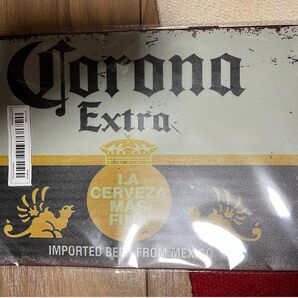 Corona
Extra
LA
CERVEZA
MAS
FINA
IMPORTED BEER FROM MEXICO